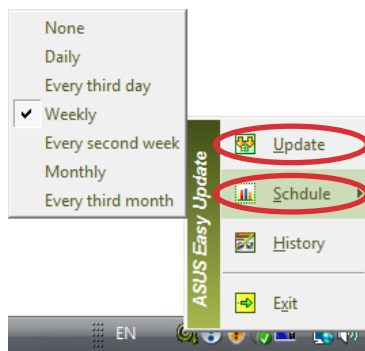 None
Daily
Every third day
Weekly
Every second week
Monthly
Every third month
ASUS Easy Update
Update
Schdule
History
Exit
EN